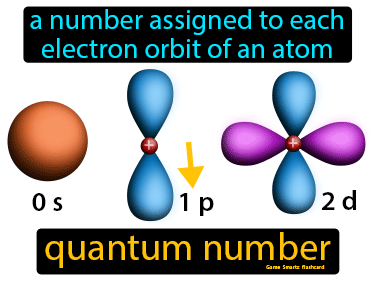 a number assigned to each
electron orbit of an atom
+
+
0 s
1 p
2 d
quantum number
Game Smartz flashcard